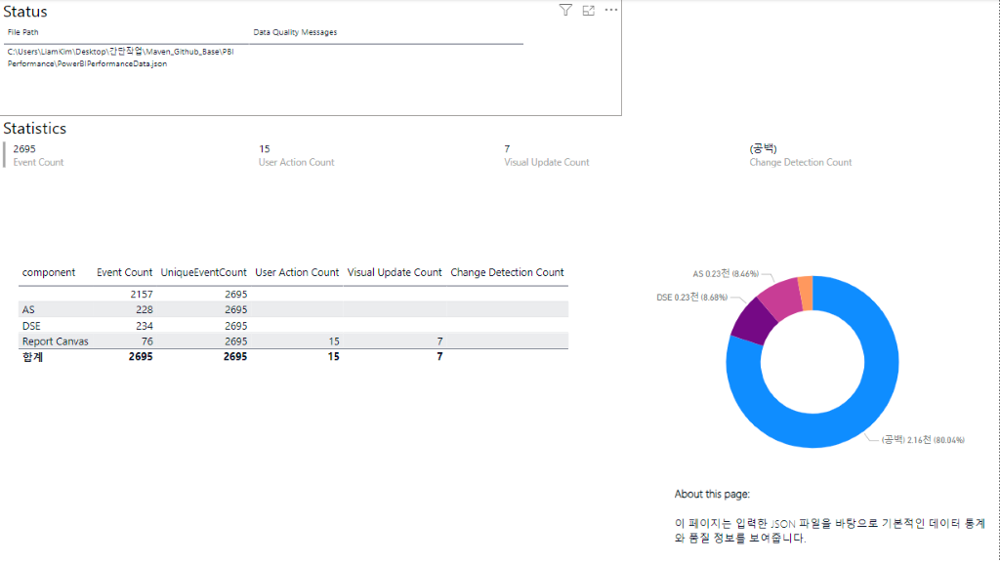 Status
File Path Data Quality Messages
C:\Users\LiamKim\Desktop\간단작업\Maven_Github_Base\PBI
Performance\PowerBIPerformanceData.json
Statistics
2695 15 7 (공백)
Event Count User Action Count Visual Update Count Change Detection Count
component Event Count UniqueEventCount User Action Count Visual Update Count Change Detection Count
2157 2695
AS 228 2695
DSE 234 2695
Report Canvas 76 2695 15 7
합계 2695 2695 15 7
AS 0.23천 (8.46%)
DSE 0.23천 (8.68%)
(공백) 2.16천 (80.04%)
About this page:
이 페이지는 입력한 JSON 파일을 바탕으로 기본적인 데이터 통계
와 품질 정보를 보여줍니다.